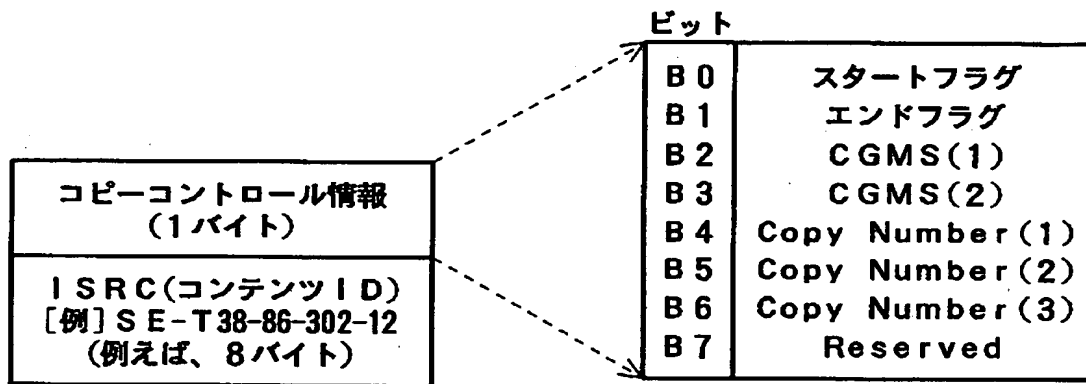 ビット
B0 スタートフラグ
B1 エンドフラグ
B2 CGMS(1)
B3 CGMS(2)
B4 Copy Number(1)
B5 Copy Number(2)
B6 Copy Number(3)
B7 Reserved
コピーコントロール情報
(1バイト)
ISRC(コンテンツID)
[例]SE-T38-86-302-12
(例えば、8バイト)